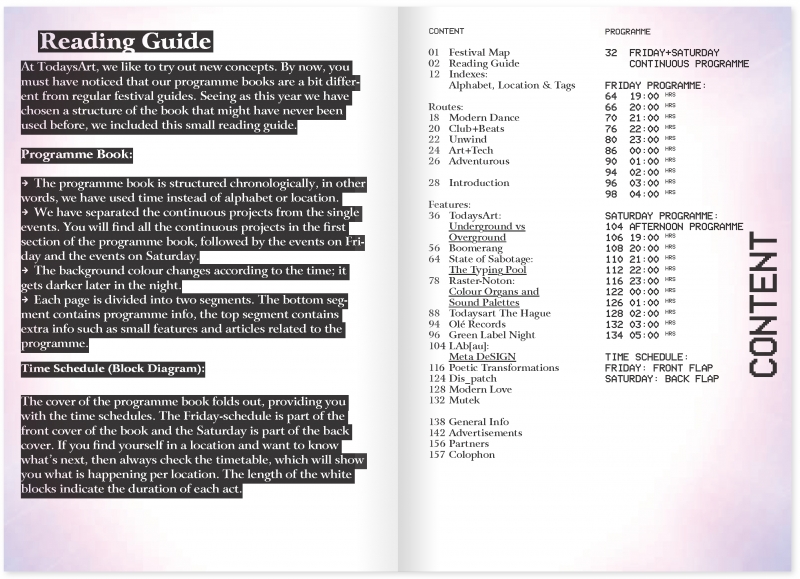 Reading Guide
At TodaysArt, we like to try out new concepts. By now, you
must have noticed that our programme books are a bit differ-
ent from regular festival guides. Seeing as this year we have
chosen a structure of the book that might have never been
used before, we included this small reading guide.
Programme Book:
→ The programme book is structured chronologically, in other
words, we have used time instead of alphabet or location.
→ We have separated the continuous projects from the single
events. You will find all the continuous projects in the first
section of the programme book, followed by the events on Fri-
day and the events on Saturday.
→ The background colour changes according to the time; it
gets darker later in the night.
→ Each page is divided into two segments. The bottom seg-
ment contains programme info, the top segment contains
extra info such as small features and articles related to the
programme.
Time Schedule (Block Diagram):
The cover of the programme book folds out, providing you
with the time schedules. The Friday-schedule is part of the
front cover of the book and the Saturday is part of the back
cover. If you find yourself in a location and want to know
what's next, then always check the timetable, which will show
you what is happening per location. The length of the white
blocks indicate the duration of each act.
CONTENT
01 Festival Map
02 Reading Guide
12 Indexes:
Alphabet, Location & Tags
Routes:
18 Modern Dance
20 Club+Beats
22 Unwind
24 Art+Tech
26 Adventurous
28 Introduction
Features:
36 TodaysArt:
Underground vs
Overground
56 Boomerang
64 State of Sabotage:
The Typing Pool
78 Raster-Noton:
Colour Organs and
Sound Palettes
88 Todaysart The Hague
94 Olé Records
96 Green Label Night
104 LAb[au]:
Meta DeSIGN
116 Poetic Transformations
124 Dis_patch
128 Modern Love
132 Mutek
138 General Info
142 Advertisements
156 Partners
157 Colophon
PROGRAMME
32 FRIDAY+SATURDAY
CONTINUOUS PROGRAMME
FRIDAY PROGRAMME:
64 19:00 HRS
66 20:00 HRS
70 21:00 HRS
76 22:00 HRS
80 23:00 HRS
86 00:00 HRS
90 01:00 HRS
94 02:00 HRS
96 03:00 HRS
98 04:00 HRS
SATURDAY PROGRAMME:
104 AFTERNOON PROGRAMME
106 19:00 HRS
108 20:00 HRS
110 21:00 HRS
112 22:00 HRS
116 23:00 HRS
122 00:00 HRS
126 01:00 HRS
128 02:00 HRS
132 03:00 HRS
134 05:00 HRS
TIME SCHEDULE:
FRIDAY: FRONT FLAP
SATURDAY: BACK FLAP
CONTENT